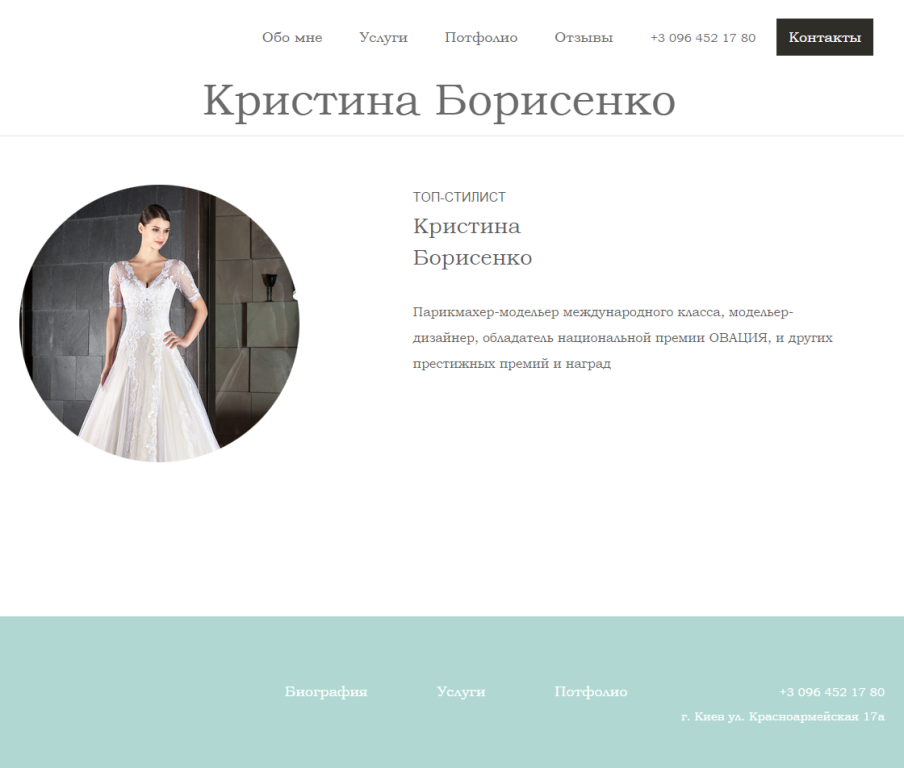 Обо мне Услуги Потфолио Отзывы +3 096 452 17 80 Контакты
Кристина Борисенко
ТОП-СТИЛИСТ
Кристина
Борисенко
Парикмахер-модельер международного класса, модельер-
дизайнер, обладатель национальной премии ОВАЦИЯ, и других
престижных премий и наград
Биография Услуги Потфолио +3 096 452 17 80
г. Киев ул. Красноармейская 17а